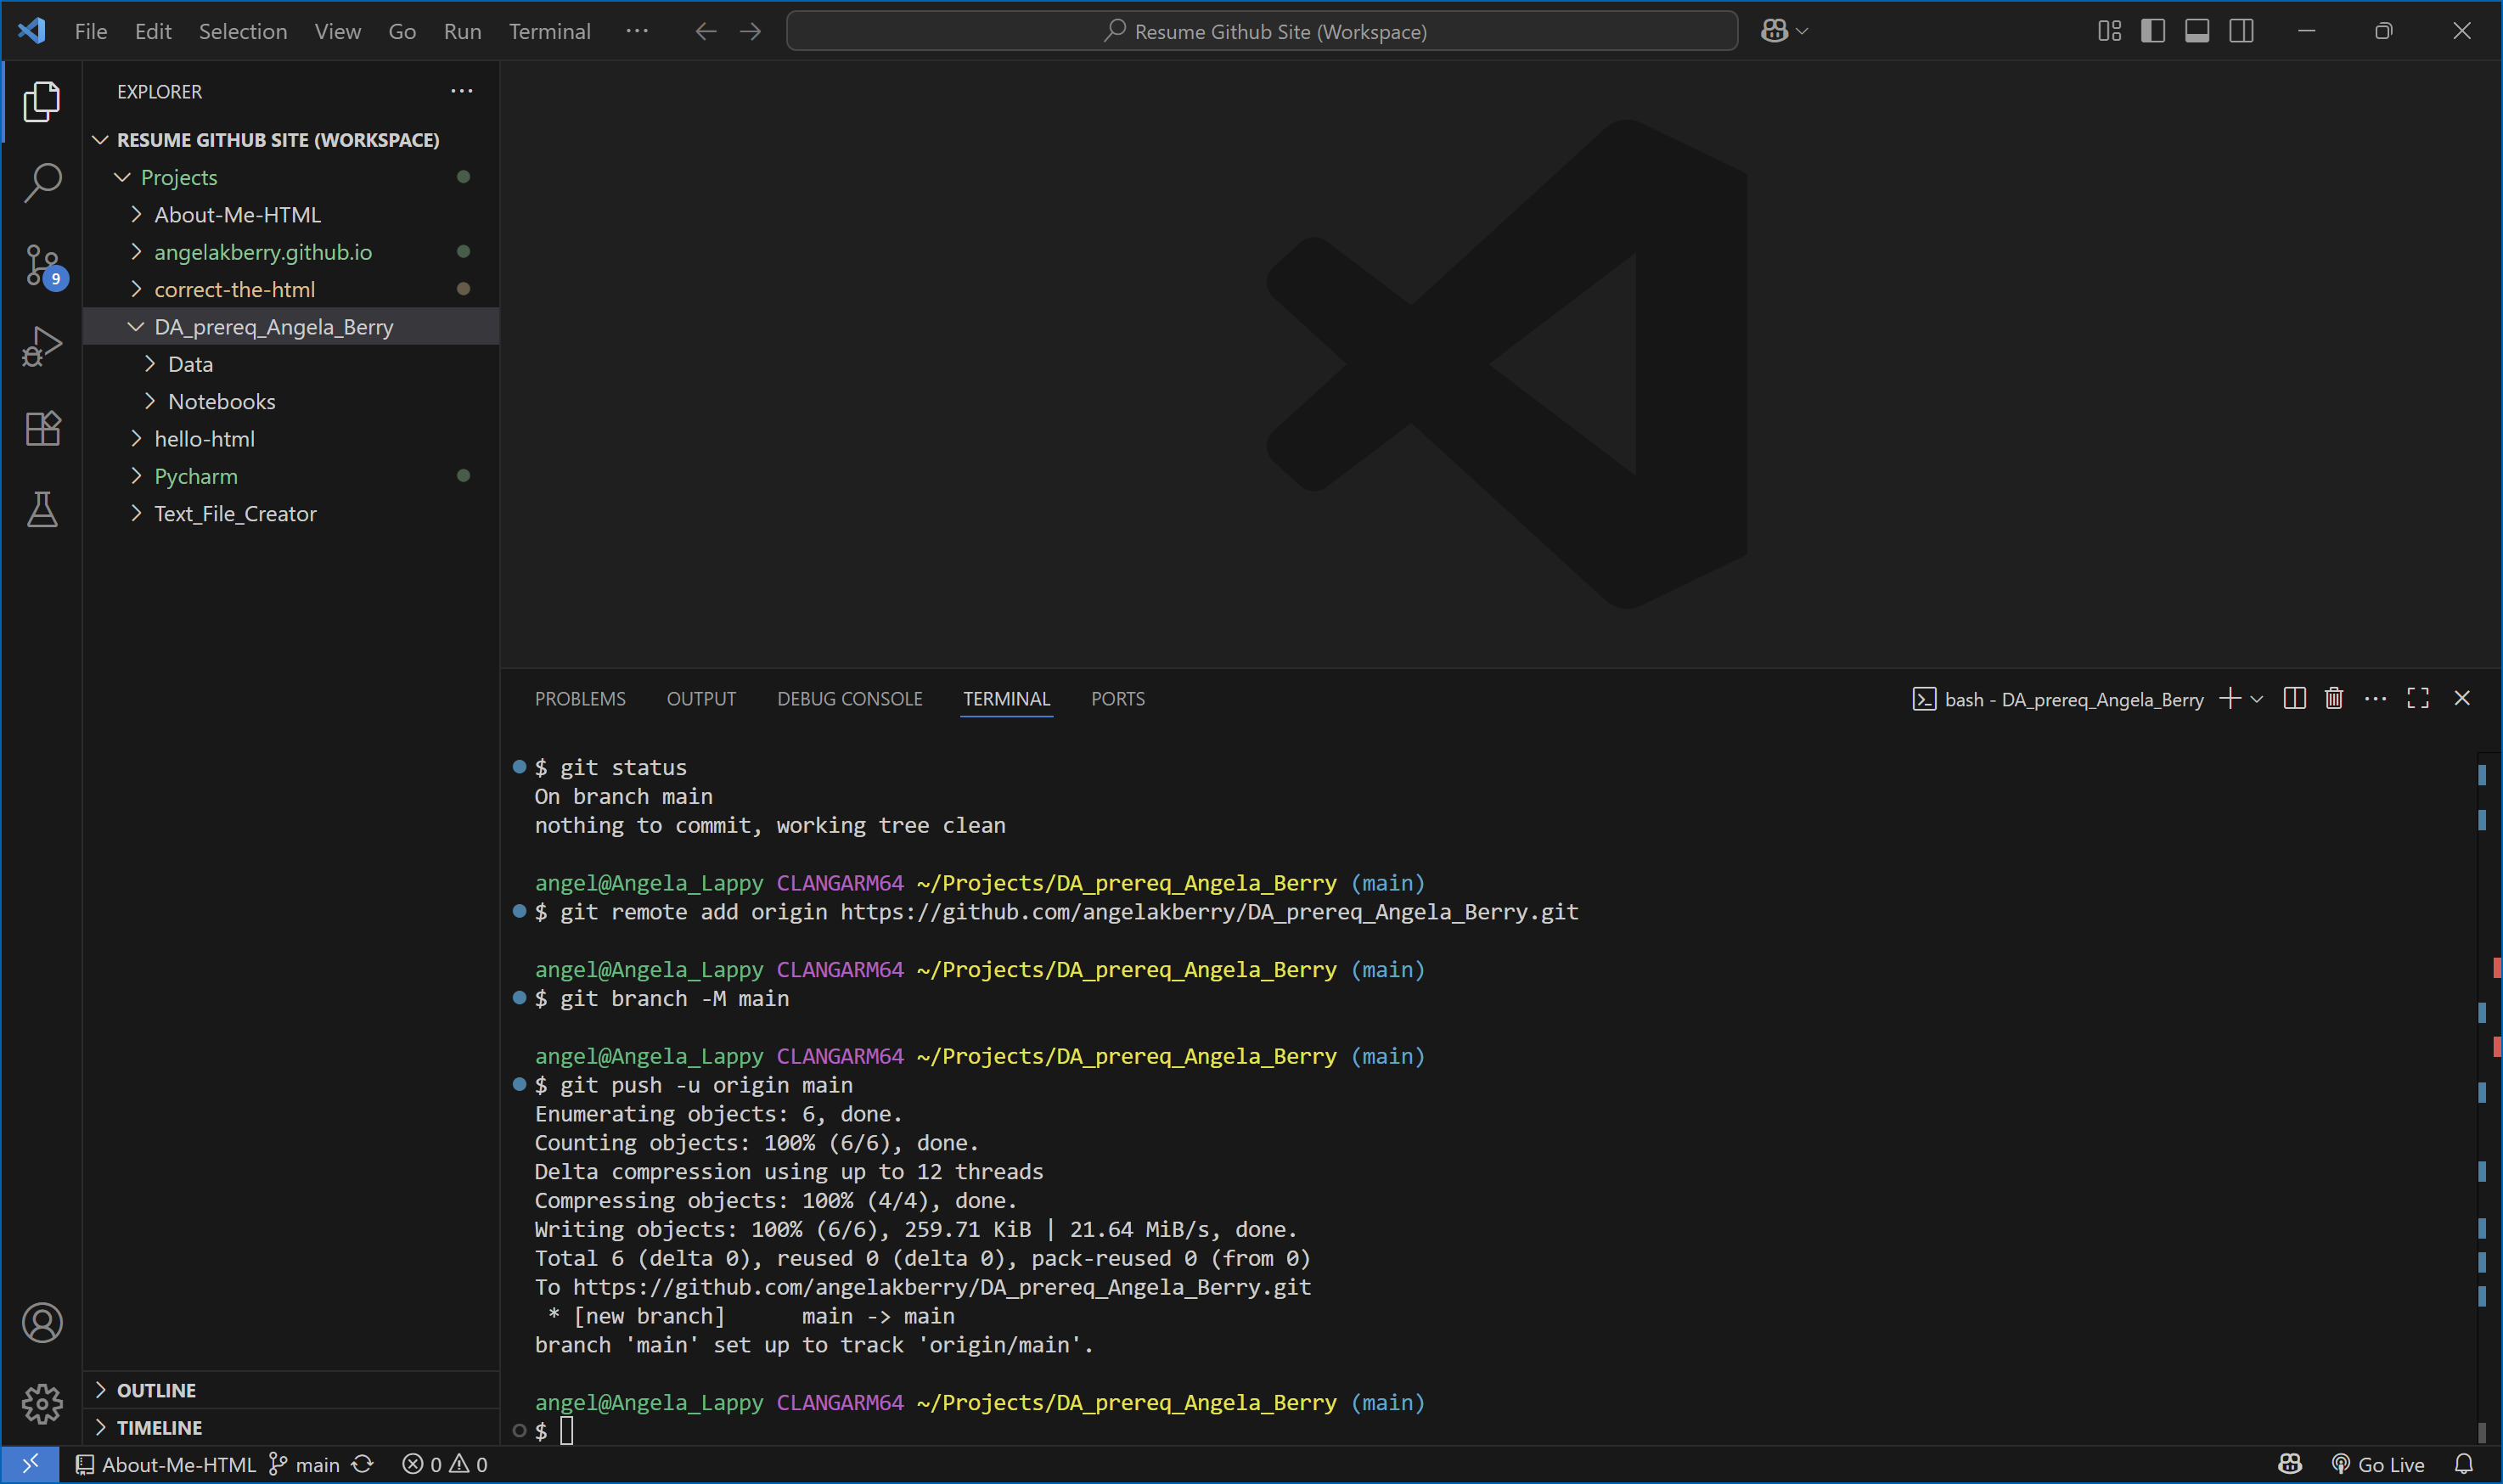 File Edit Selection View Go Run Terminal ···
Resume Github Site (Workspace)
EXPLORER
RESUME GITHUB SITE (WORKSPACE)
Projects
About-Me-HTML
angelakberry.github.io
correct-the-html
DA_prereq_Angela_Berry
Data
Notebooks
hello-html
Pycharm
Text_File_Creator
9
OUTLINE
TIMELINE
PROBLEMS OUTPUT DEBUG CONSOLE TERMINAL PORTS
bash - DA_prereq_Angela_Berry
$ git status
On branch main
nothing to commit, working tree clean
angel@Angela_Lappy CLANGARM64 ~/Projects/DA_prereq_Angela_Berry (main)
$ git remote add origin https://github.com/angelakberry/DA_prereq_Angela_Berry.git
angel@Angela_Lappy CLANGARM64 ~/Projects/DA_prereq_Angela_Berry (main)
$ git branch -M main
angel@Angela_Lappy CLANGARM64 ~/Projects/DA_prereq_Angela_Berry (main)
$ git push -u origin main
Enumerating objects: 6, done.
Counting objects: 100% (6/6), done.
Delta compression using up to 12 threads
Compressing objects: 100% (4/4), done.
Writing objects: 100% (6/6), 259.71 KiB | 21.64 MiB/s, done.
Total 6 (delta 0), reused 0 (delta 0), pack-reused 0 (from 0)
To https://github.com/angelakberry/DA_prereq_Angela_Berry.git
 * [new branch]      main -> main
branch 'main' set up to track 'origin/main'.
angel@Angela_Lappy CLANGARM64 ~/Projects/DA_prereq_Angela_Berry (main)
$
About-Me-HTML main 0 0 Go Live